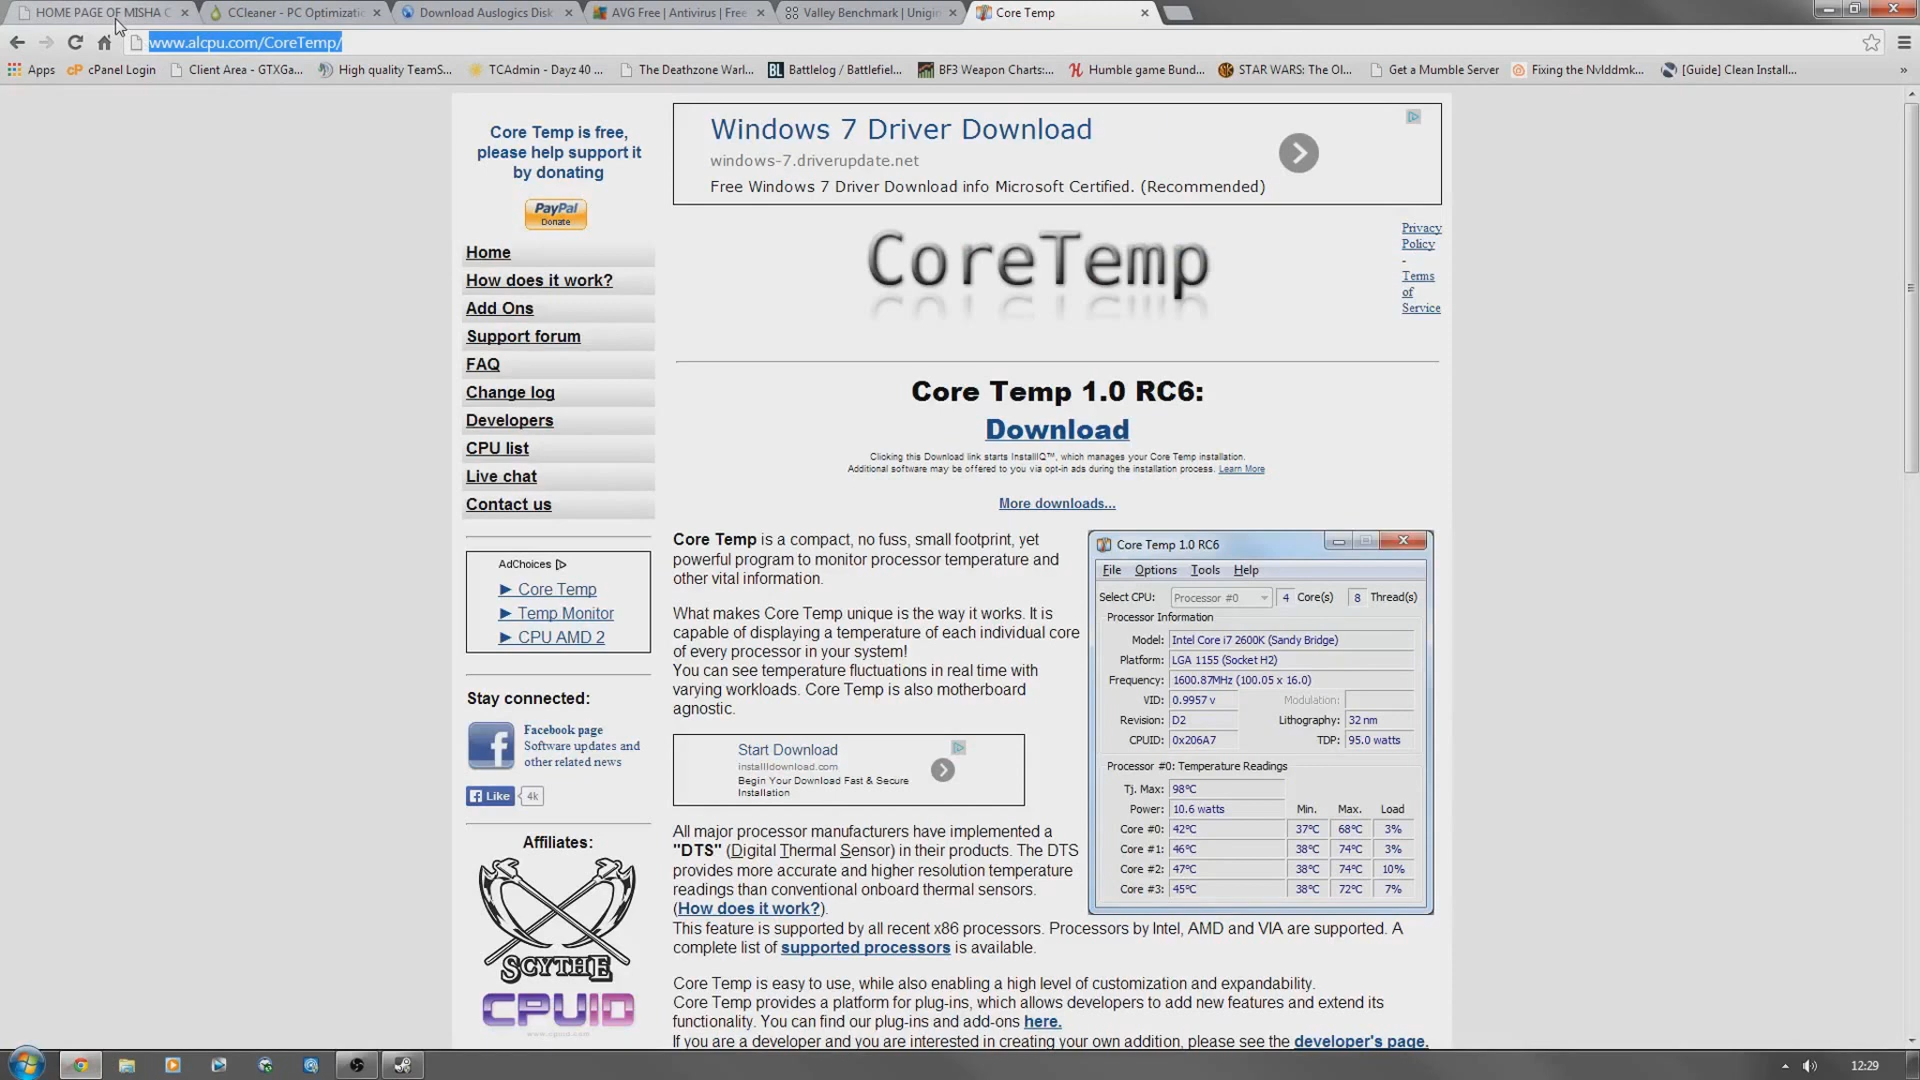 HOME PAGE OF MISHA C
CCleaner - PC Optimizatio
Download Auslogics Disk
AVG Free | Antivirus | Free
Valley Benchmark | Unigin
Core Temp
www.alcpu.com/CoreTemp/
Apps
cPanel Login
Client Area - GTXGa...
High quality TeamS...
TCAdmin - Dayz 40 ...
The Deathzone Warl...
BL
Battlelog / Battlefiel...
BF3 Weapon Charts:...
Humble game Bund...
STAR WARS: The Ol...
Get a Mumble Server
Fixing the Nvlddmk...
[Guide] Clean Install...
»
Core Temp is free,
please help support it
by donating
PayPal
Donate
Home
How does it work?
Add Ons
Support forum
FAQ
Change log
Developers
CPU list
Live chat
Contact us
AdChoices
► Core Temp
► Temp Monitor
► CPU AMD 2
Stay connected:
Facebook page
Software updates and
other related news
Like
4k
Affiliates:
SCYTHE
CPUID
www.cpuid.com
Windows 7 Driver Download
windows-7.driverupdate.net
Free Windows 7 Driver Download info Microsoft Certified. (Recommended)
CoreTemp
Privacy
Policy
-
Terms
of
Service
Core Temp 1.0 RC6:
Download
Clicking this Download link starts InstallIQ™, which manages your Core Temp installation.
Additional software may be offered to you via opt-in ads during the installation process. Learn More
More downloads...
Core Temp is a compact, no fuss, small footprint, yet
powerful program to monitor processor temperature and
other vital information.
What makes Core Temp unique is the way it works. It is
capable of displaying a temperature of each individual core
of every processor in your system!
You can see temperature fluctuations in real time with
varying workloads. Core Temp is also motherboard
agnostic.
Start Download
installldownload.com
Begin Your Download Fast & Secure
Installation
All major processor manufacturers have implemented a
"DTS" (Digital Thermal Sensor) in their products. The DTS
provides more accurate and higher resolution temperature
readings than conventional onboard thermal sensors.
(How does it work?).
This feature is supported by all recent x86 processors. Processors by Intel, AMD and VIA are supported. A
complete list of supported processors is available.
Core Temp is easy to use, while also enabling a high level of customization and expandability.
Core Temp provides a platform for plug-ins, which allows developers to add new features and extend its
functionality. You can find our plug-ins and add-ons here.
If you are a developer and you are interested in creating your own addition, please see the developer's page.
Core Temp 1.0 RC6
File Options Tools Help
Select CPU: Processor #0 4 Core(s) 8 Thread(s)
Processor Information
Model: Intel Core i7 2600K (Sandy Bridge)
Platform: LGA 1155 (Socket H2)
Frequency: 1600.87MHz (100.05 x 16.0)
VID: 0.9957 v Modulation:
Revision: D2 Lithography: 32 nm
CPUID: 0x206A7 TDP: 95.0 watts
Processor #0: Temperature Readings
Tj. Max: 98°C
Power: 10.6 watts Min. Max. Load
Core #0: 42°C 37°C 68°C 3%
Core #1: 46°C 38°C 74°C 3%
Core #2: 47°C 38°C 74°C 10%
Core #3: 45°C 38°C 72°C 7%
12:29